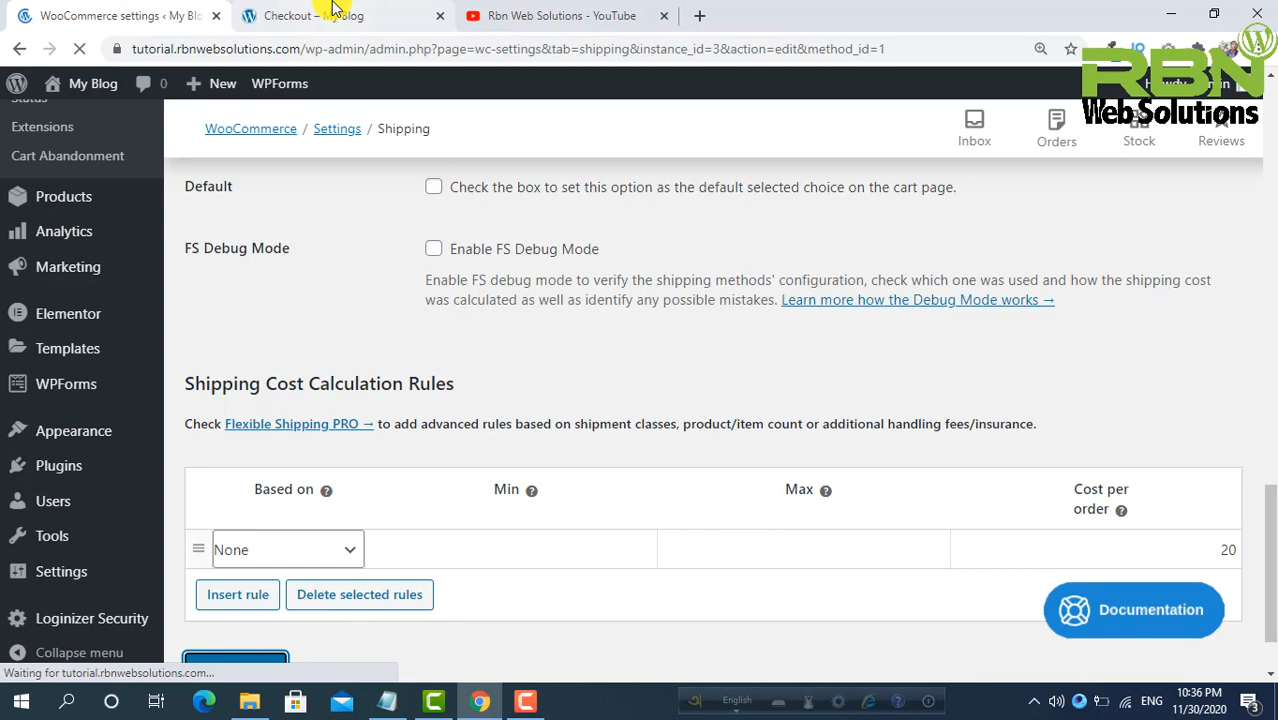 WooCommerce settings ‹ My Blo
Checkout – My Blog
Rbn Web Solutions - YouTube
tutorial.rbnwebsolutions.com/wp-admin/admin.php?page=wc-settings&tab=shipping&instance_id=3&action=edit&method_id=1
RBN
Web Solutions
My Blog
0
New
WPForms
Status
Extensions
Cart Abandonment
Products
Analytics
Marketing
Elementor
Templates
WPForms
Appearance
Plugins
Users
Tools
Settings
Loginizer Security
Collapse menu
WooCommerce / Settings / Shipping
Inbox
Orders
Stock
Reviews
Default
Check the box to set this option as the default selected choice on the cart page.
FS Debug Mode
Enable FS Debug Mode
Enable FS debug mode to verify the shipping methods' configuration, check which one was used and how the shipping cost
was calculated as well as identify any possible mistakes. Learn more how the Debug Mode works →
Shipping Cost Calculation Rules
Check Flexible Shipping PRO → to add advanced rules based on shipment classes, product/item count or additional handling fees/insurance.
Based on
Min
Max
Cost per
order
None
20
Insert rule
Delete selected rules
Documentation
Waiting for tutorial.rbnwebsolutions.com...
English
ENG
10:36 PM
11/30/2020
3